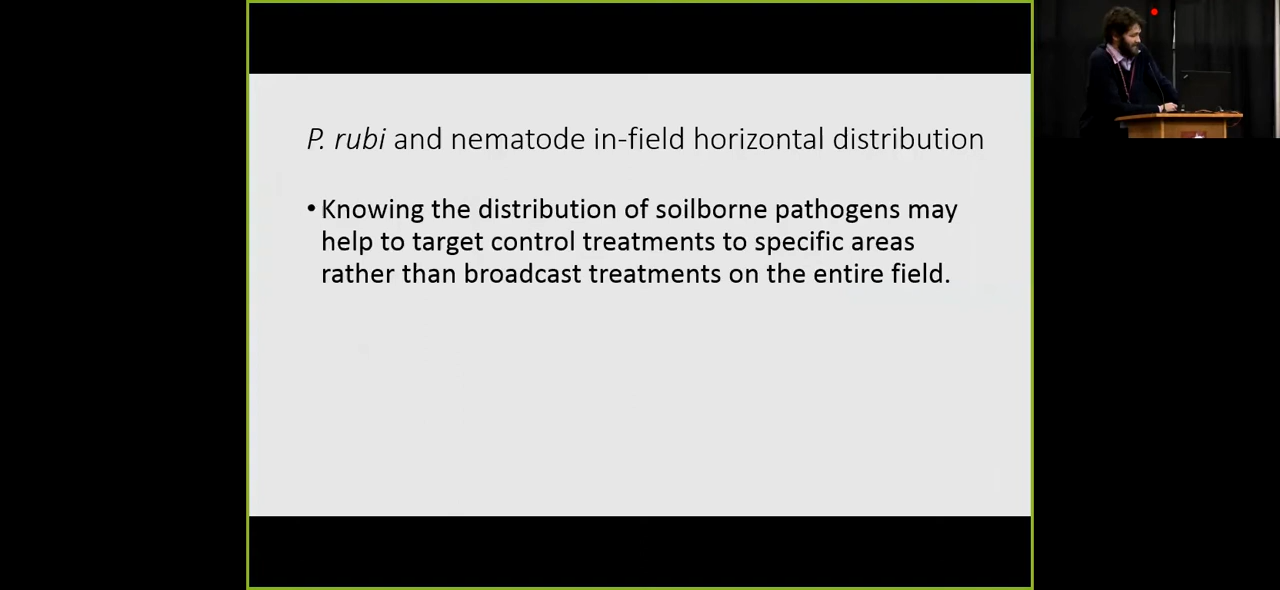 P. rubi and nematode in-field horizontal distribution
• Knowing the distribution of soilborne pathogens may
help to target control treatments to specific areas
rather than broadcast treatments on the entire field.